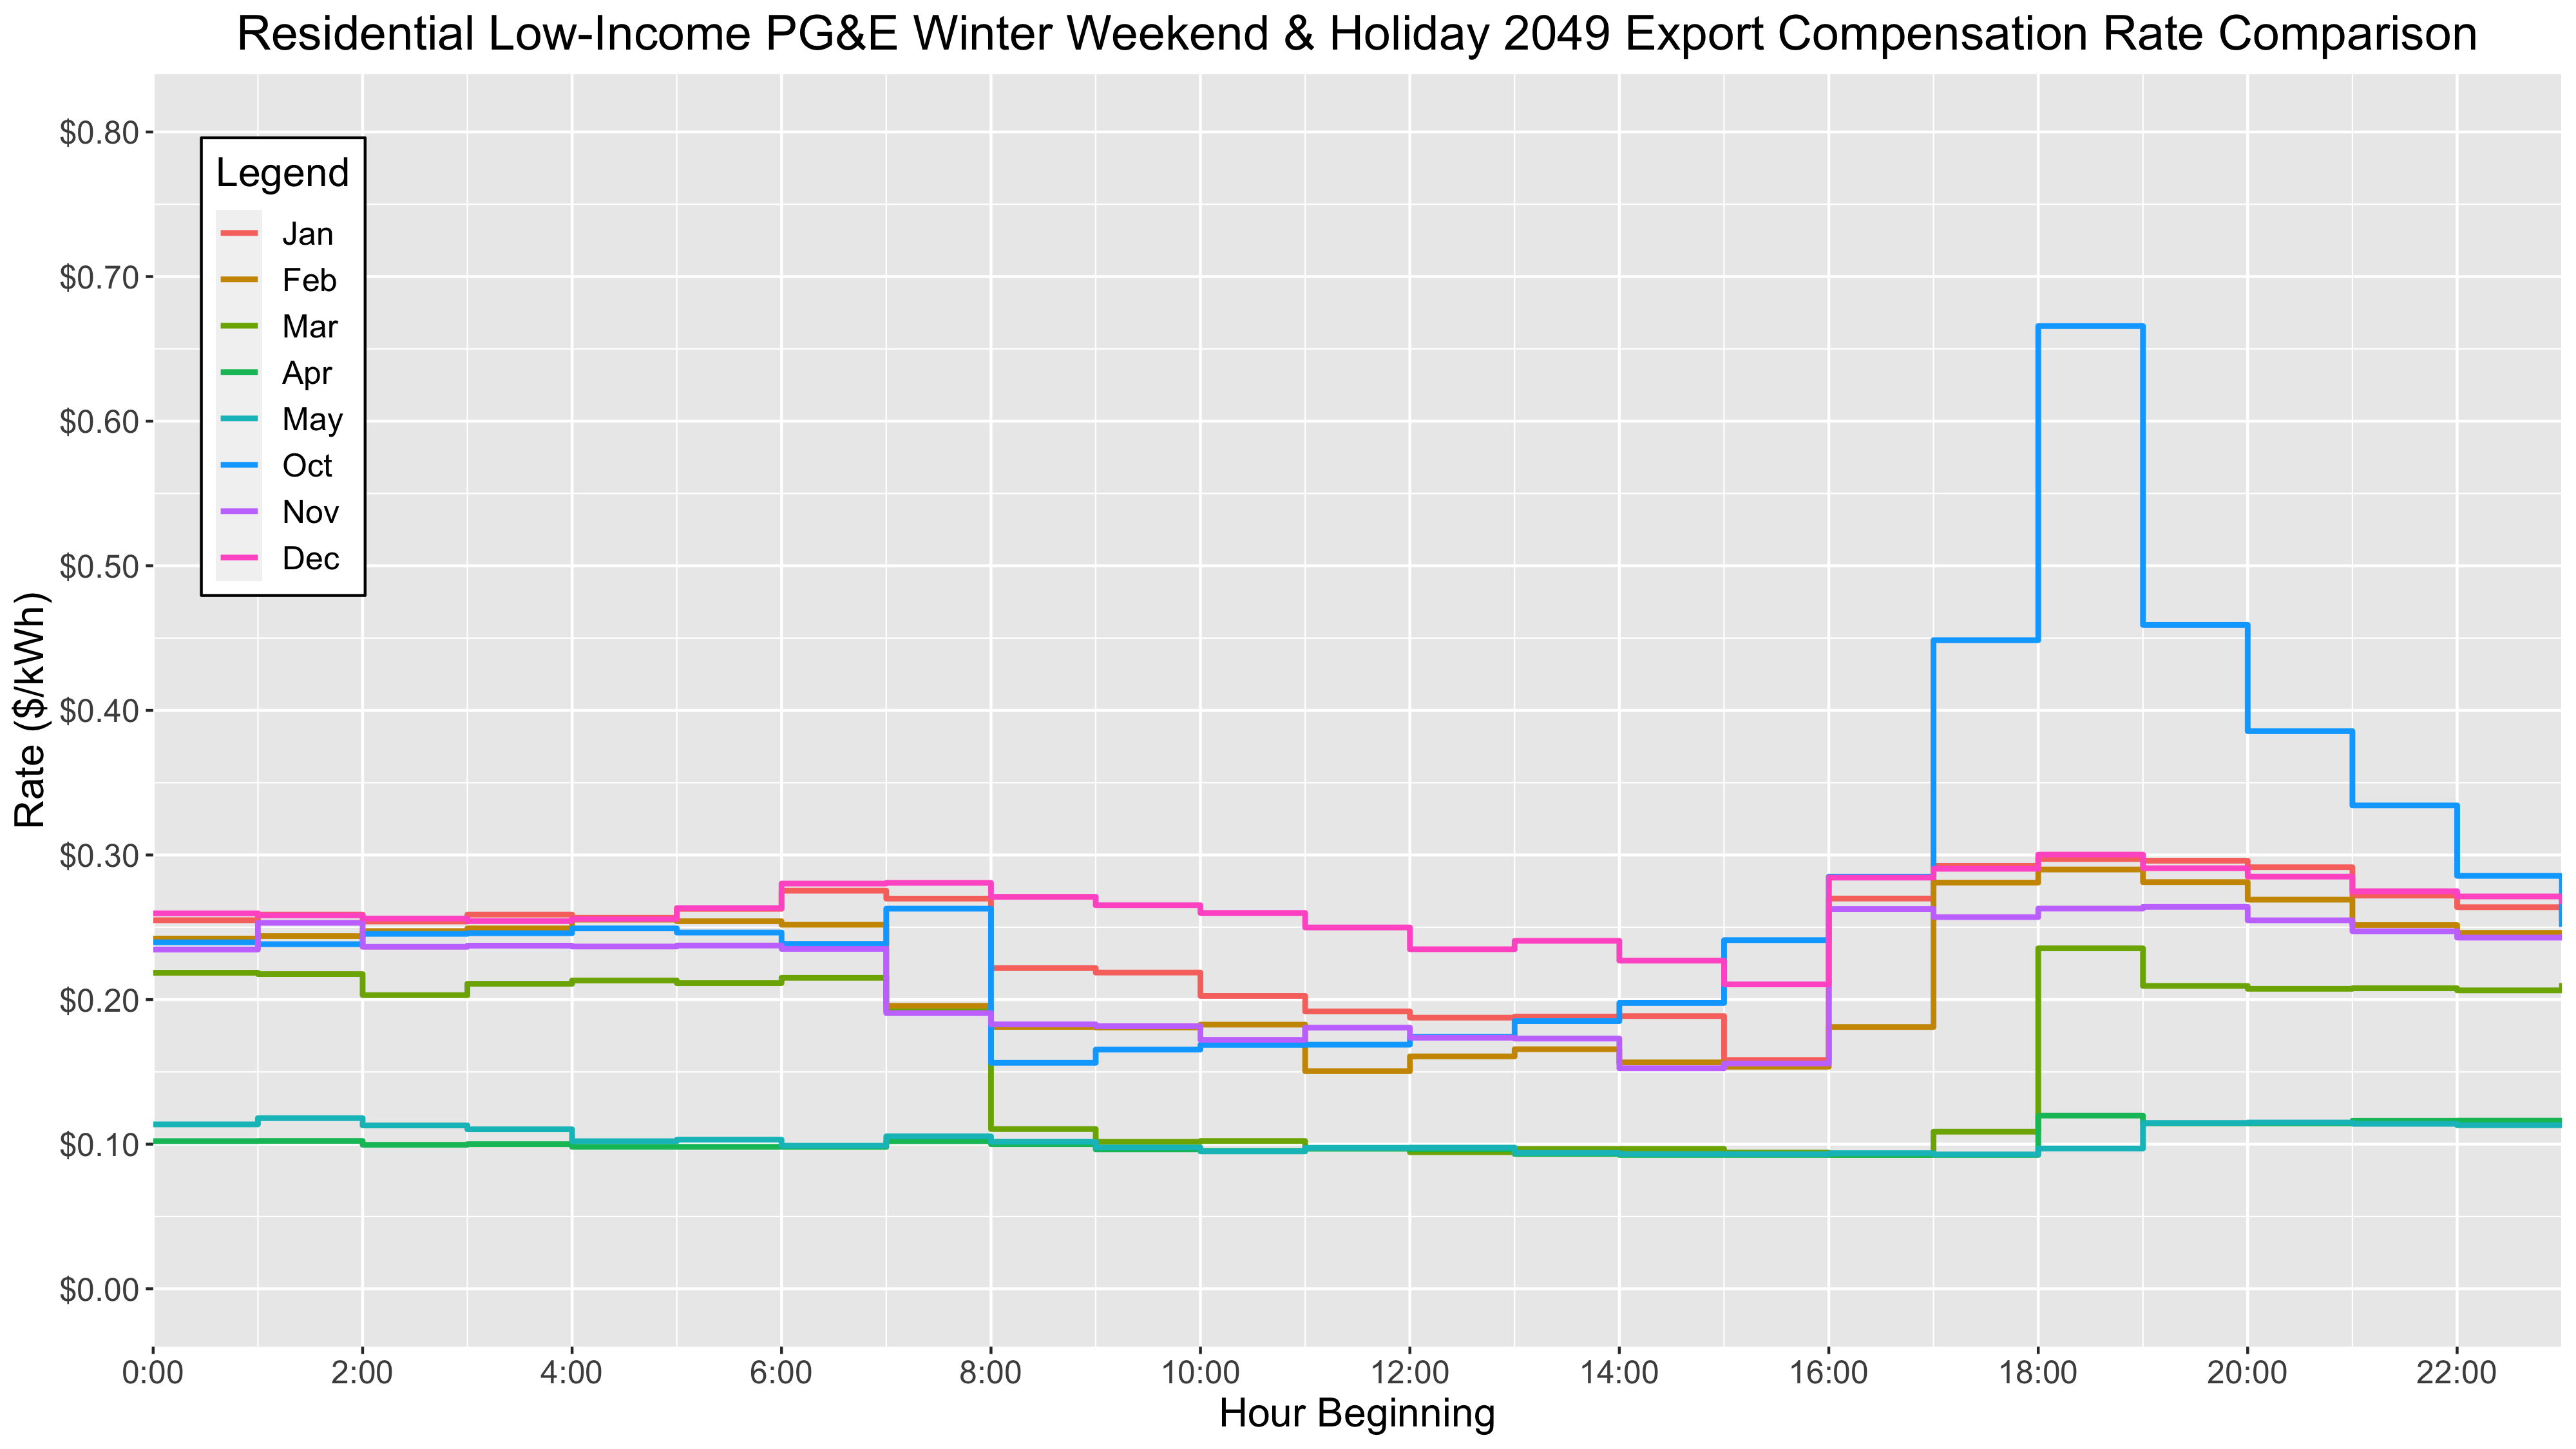 Residential Low-Income PG&E Winter Weekend & Holiday 2049 Export Compensation Rate Comparison
$0.80
$0.70
$0.60
$0.50
$0.40
$0.30
$0.20
$0.10
$0.00
Rate ($/kWh)
Legend
Jan
Feb
Mar
Apr
May
Oct
Nov
Dec
0:00 2:00 4:00 6:00 8:00 10:00 12:00 14:00 16:00 18:00 20:00 22:00
Hour Beginning